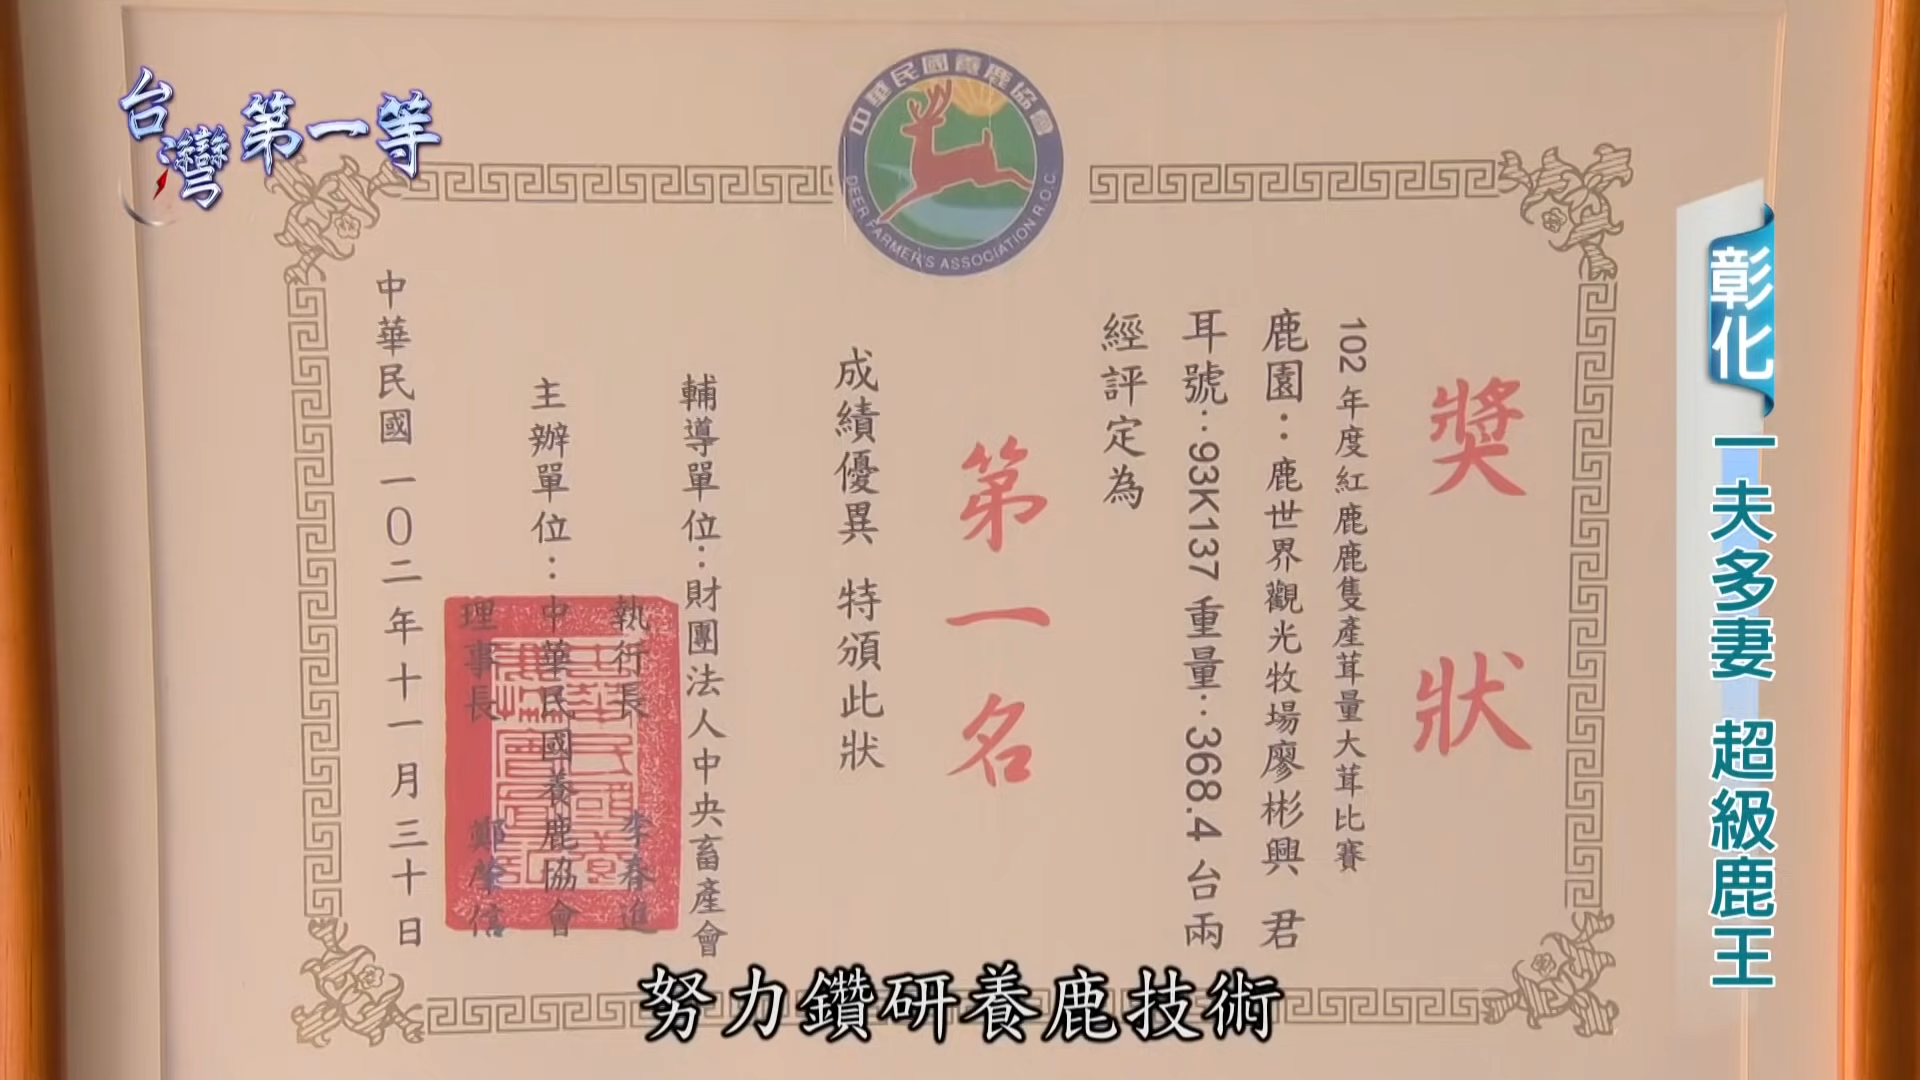 台灣第一等
中華民國養鹿協會
DEER FARMER'S ASSOCIATION R.O.C.
獎狀
102年度紅鹿鹿隻產茸量大茸比賽
鹿園：鹿世界觀光牧場廖彬興 君
耳號：93K137 重量：368.4 台兩
經評定為
第一名
成績優異 特頒此狀
輔導單位：財團法人中央畜產會
執行長 李春進
主辦單位：中華民國養鹿協會
理事長
中華民國一0二年十一月三十日
彰化
一夫多妻 超級鹿王
努力鑽研養鹿技術